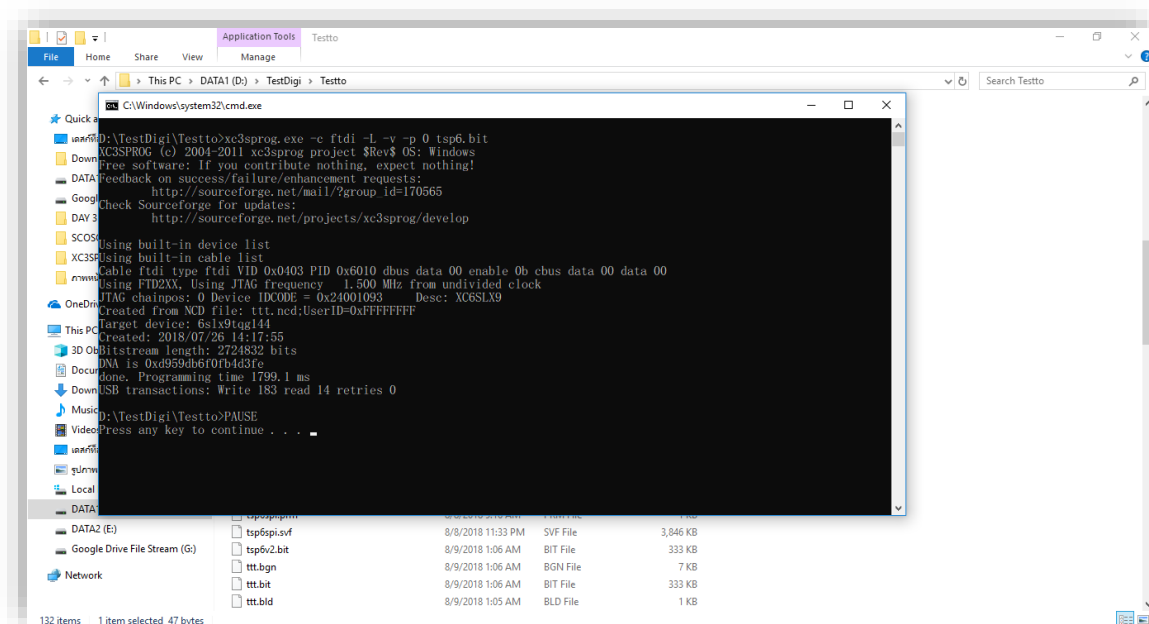 Application Tools
Testto
File
Home
Share
View
Manage
This PC › DATA1 (D:) › TestDigi › Testto
Search Testto
C:\Windows\system32\cmd.exe
Quick a
Down
DATA
Googl
DAY 3
SCOS
XC3SP
OneDriv
This PC
3D Ob
Docur
Down
Music
Videos
Local
DATA
DATA2 (E:)
Google Drive File Stream (G:)
Network
D:\TestDigi\Testto>xc3sprog.exe -c ftdi -L -v -p 0 tsp6.bit
XC3SPROG (c) 2004-2011 xc3sprog project $Rev$ OS: Windows
Free software: If you contribute nothing, expect nothing!
Feedback on success/failure/enhancement requests:
http://sourceforge.net/mail/?group_id=170565
Check Sourceforge for updates:
http://sourceforge.net/projects/xc3sprog/develop
Using built-in device list
Using built-in cable list
Cable ftdi type ftdi VID 0x0403 PID 0x6010 dbus data 00 enable 0b cbus data 00 data 00
Using FTD2XX, Using JTAG frequency 1.500 MHz from undivided clock
JTAG chainpos: 0 Device IDCODE = 0x24001093 Desc: XC6SLX9
Created from NCD file: ttt.ncd;UserID=0xFFFFFFFF
Target device: 6slx9tqg144
Created: 2018/07/26 14:17:55
Bitstream length: 2724832 bits
DNA is 0xd959db6f0fb4d3fe
done. Programming time 1799.1 ms
USB transactions: Write 183 read 14 retries 0
D:\TestDigi\Testto>PAUSE
Press any key to continue . . .
tsp6spi.svf 8/8/2018 11:33 PM SVF File 3,846 KB
tsp6v2.bit 8/9/2018 1:06 AM BIT File 333 KB
ttt.bgn 8/9/2018 1:06 AM BGN File 7 KB
ttt.bit 8/9/2018 1:06 AM BIT File 333 KB
ttt.bld 8/9/2018 1:05 AM BLD File 1 KB
132 items 1 item selected 47 bytes